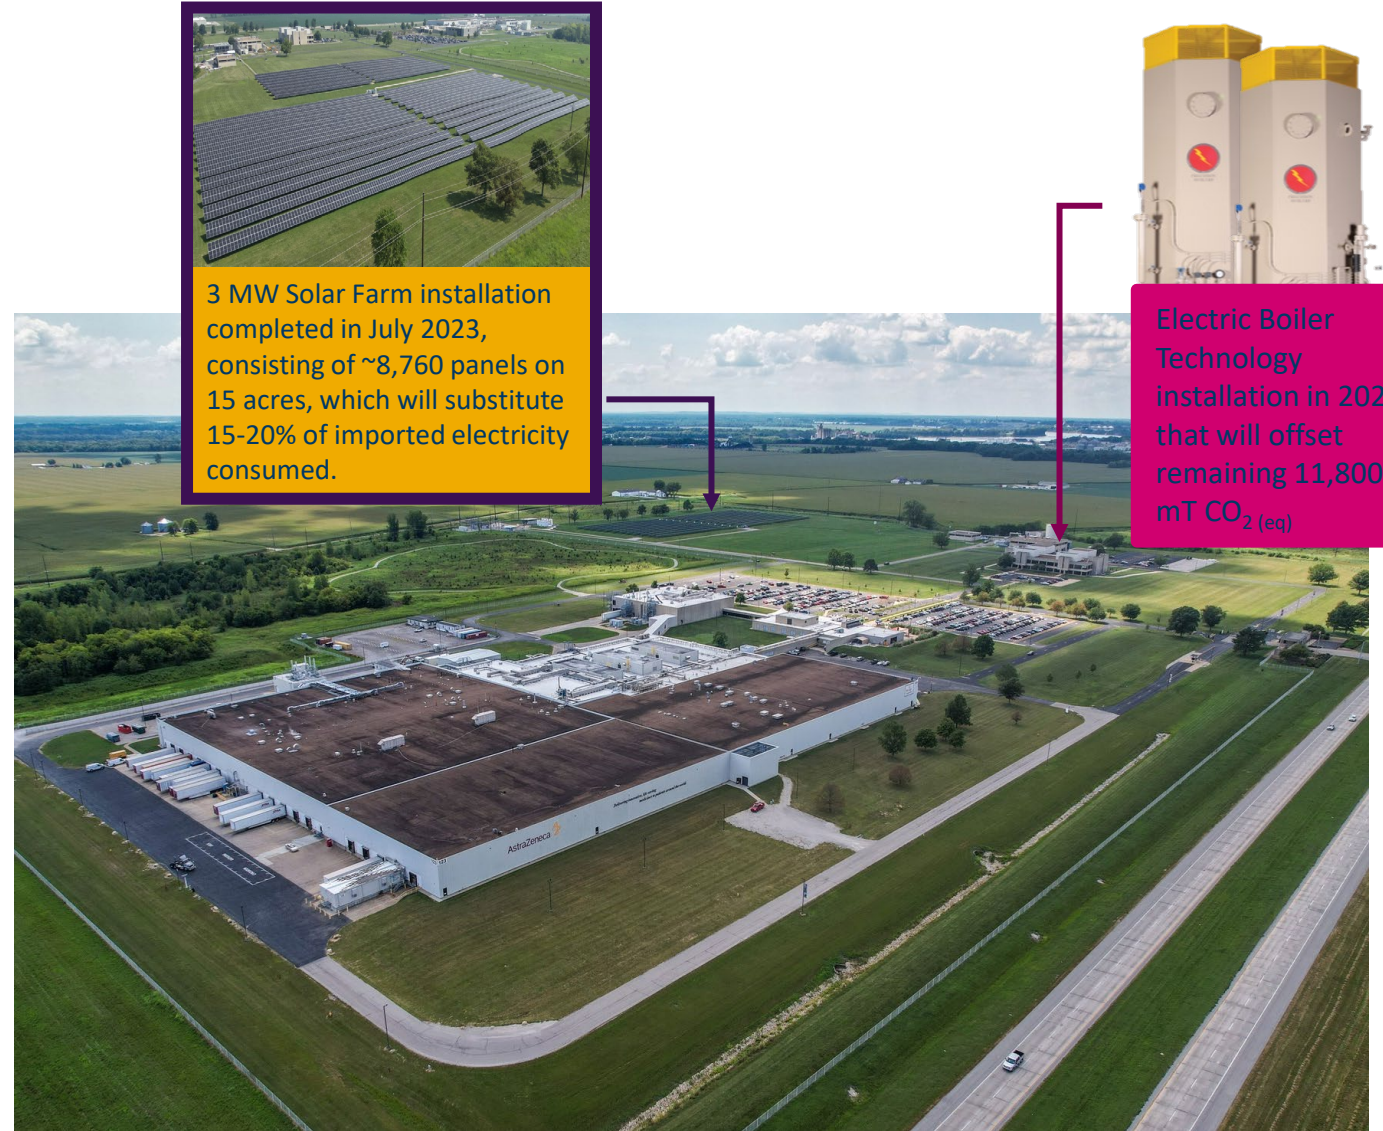 3 MW Solar Farm installation
completed in July 2023,
consisting of ~8,760 panels on
15 acres, which will substitute
15-20% of imported electricity
consumed.
Electric Boiler
Technology
installation in 202
that will offset
remaining 11,800
mT CO2 (eq)
AstraZeneca